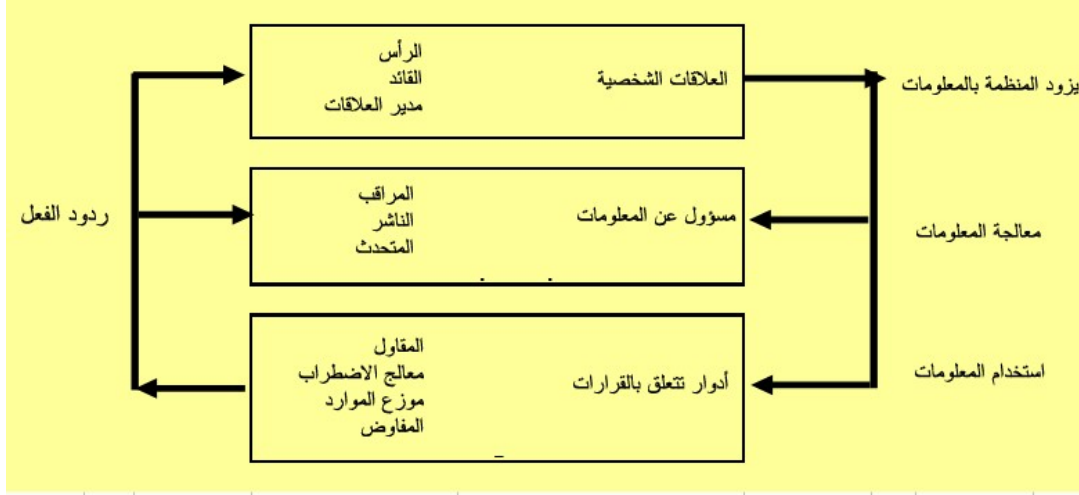 يزود المنظمة بالمعلومات
العلاقات الشخصية
الرأس
القائد
مدير العلاقات
معالجة المعلومات
مسؤول عن المعلومات
المراقب
الناشر
المتحدث
ردود الفعل
استخدام المعلومات
أدوار تتعلق بالقرارات
المقاول
معالج الاضطراب
موزع الموارد
المفاوض